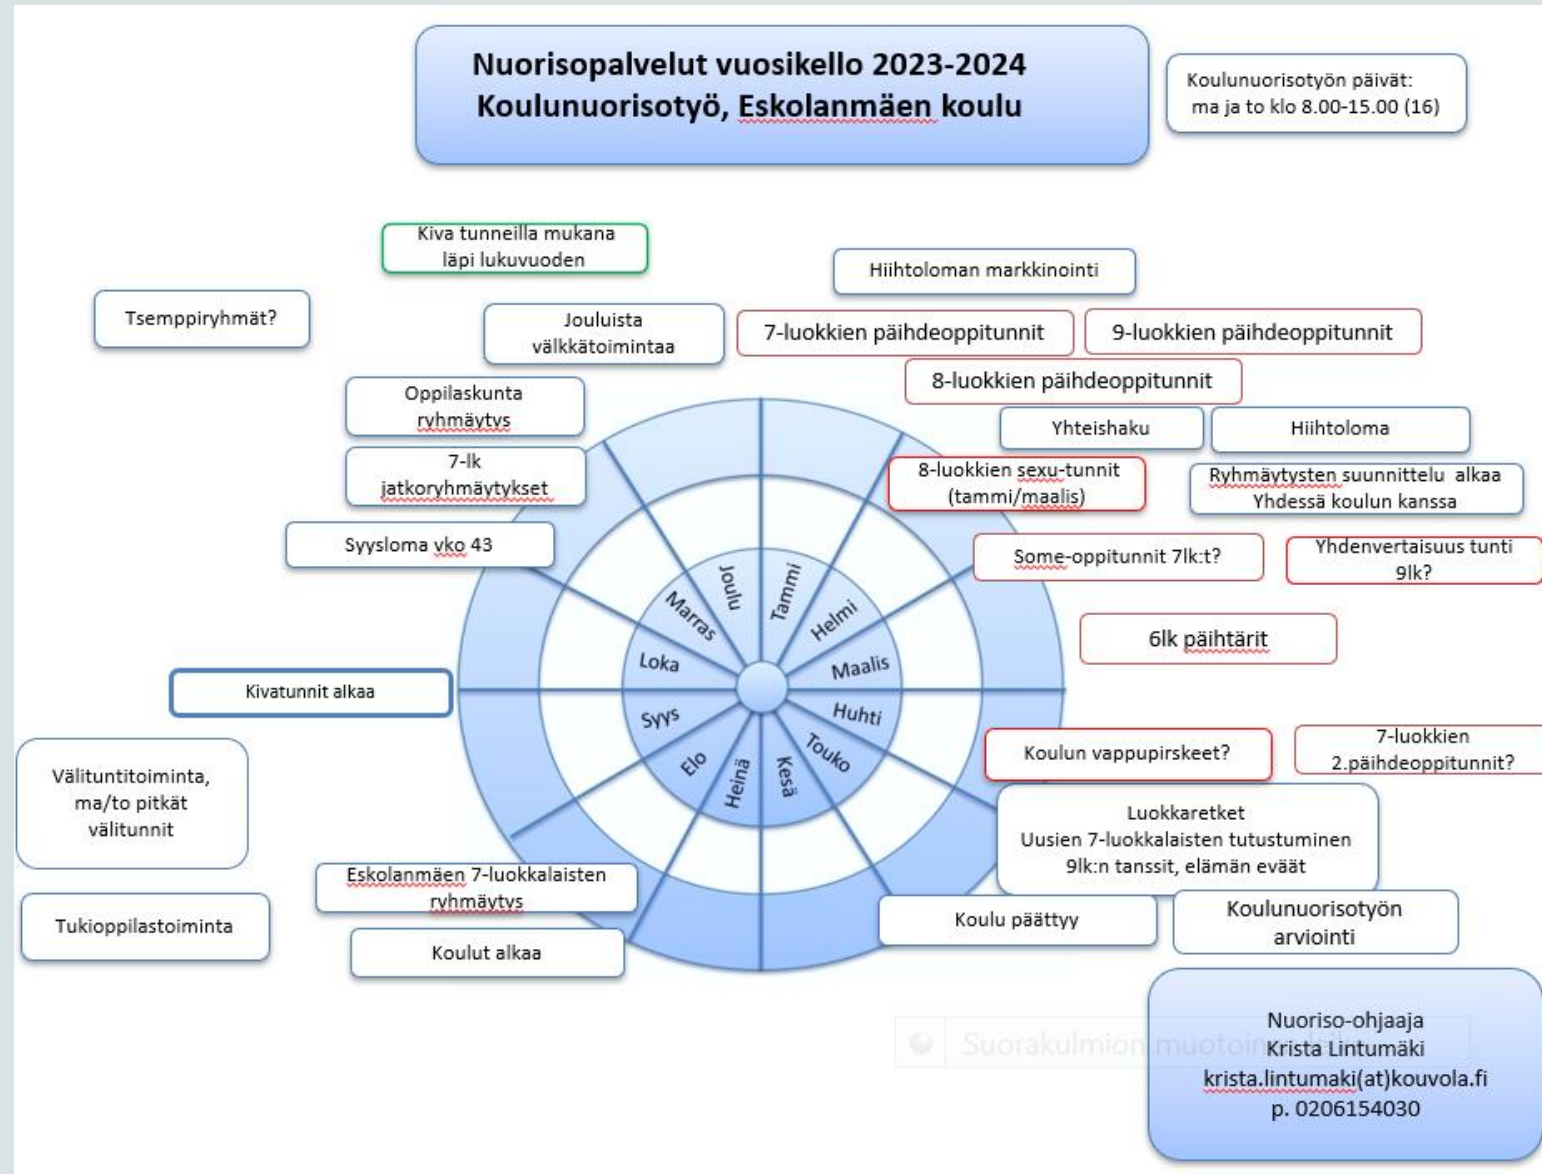 Nuorisopalvelut vuosikello 2023-2024
Koulunuorisotyö, Eskolanmäen koulu
Koulunuorisotyön päivät:
ma ja to klo 8.00-15.00 (16)
Kiva tunneilla mukana
läpi lukuvuoden
Hiihtoloman markkinointi
Tsemppiryhmät?
Jouluista
välkkätoimintaa
7-luokkien päihdeoppitunnit
9-luokkien päihdeoppitunnit
8-luokkien päihdeoppitunnit
Oppilaskunta
ryhmäytys
Yhteishaku
Hiihtoloma
7-lk
jatkoryhmäytykset
8-luokkien sexu-tunnit
(tammi/maalis)
Ryhmäytysten suunnittelu alkaa
Yhdessä koulun kanssa
Syysloma vko 43
Some-oppitunnit 7lk:t?
Yhdenvertaisuus tunti
9lk?
Joulu
Tammi
Marras
Helmi
Loka
Maalis
Syys
Huhti
Elo
Touko
Heinä
Kesä
6lk päihtärit
Kivatunnit alkaa
Koulun vappupirskeet?
7-luokkien
2.päihdeoppitunnit?
Välituntitoiminta,
ma/to pitkät
välitunnit
Luokkaretket
Uusien 7-luokkalaisten tutustuminen
9lk:n tanssit, elämän eväät
Eskolanmäen 7-luokkalaisten
ryhmäytys
Tukioppilastoiminta
Koulu päättyy
Koulunuorisotyön
arviointi
Koulut alkaa
Suorakulmion muotoinen
Nuoriso-ohjaaja
Krista Lintumäki
krista.lintumaki(at)kouvola.fi
p. 0206154030